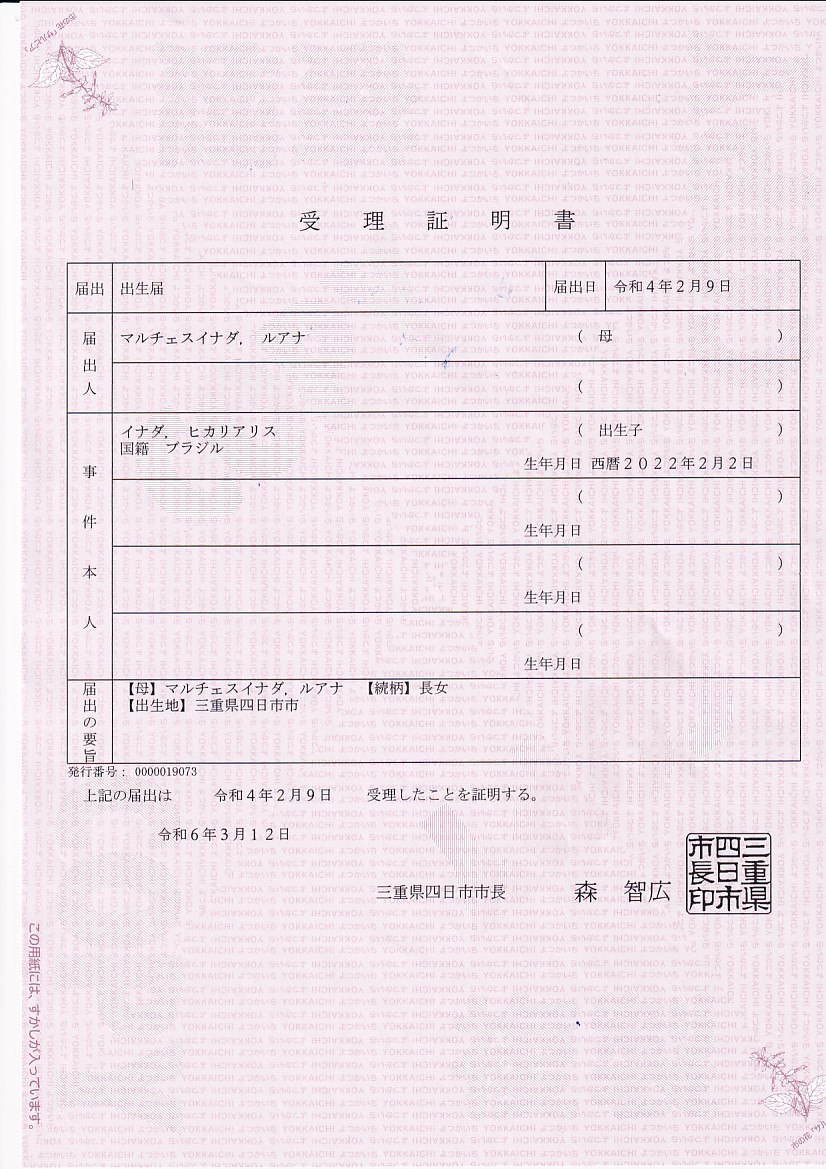 受理証明書
届出 出生届 届出日 令和4年2月9日
届出人 マルチェスイナダ， ルアナ （ 母 ）
（ ）
事件本人 イナダ， ヒカリアリス （ 出生子 ）
国籍 ブラジル
生年月日 西暦2022年2月2日
（ ）
生年月日
（ ）
生年月日
（ ）
生年月日
届出の要旨 【母】マルチェスイナダ，ルアナ 【続柄】長女
【出生地】三重県四日市市
発行番号： 0000019073
上記の届出は 令和4年2月9日 受理したことを証明する。
令和6年3月12日
三重県四日市市長 森 智広
三重県
四日市
市長印
この用紙には、すかしが入っています。
YOKKAICHI よっかいち